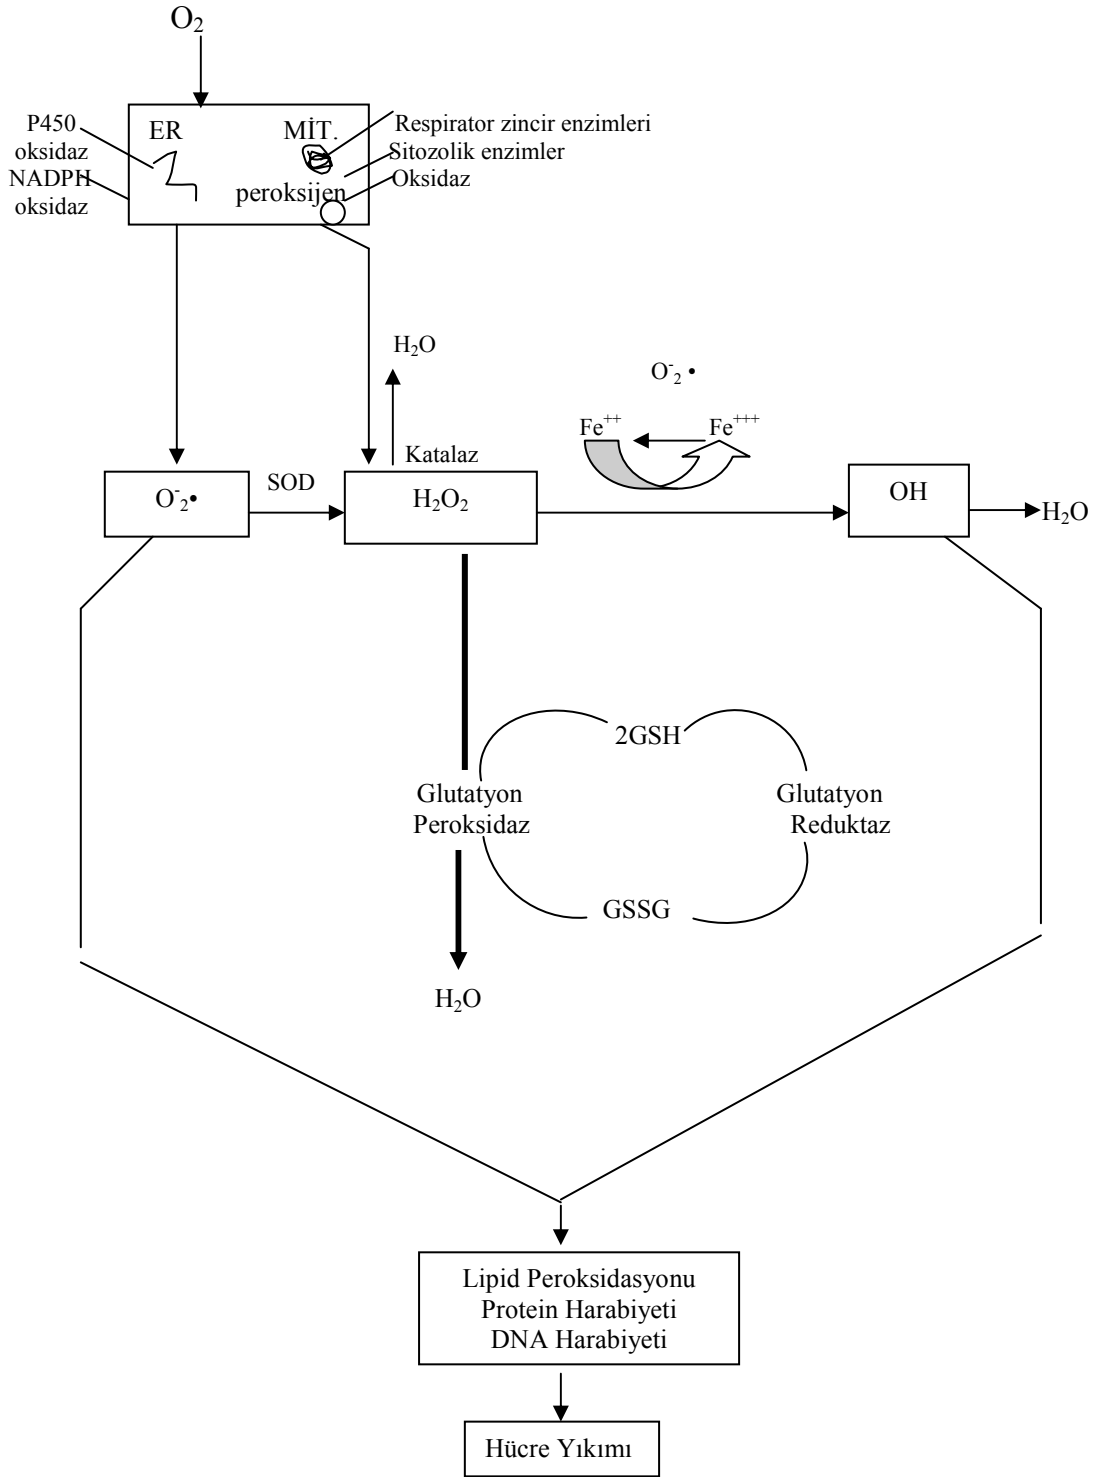 O₂
P450
oksidaz
NADPH
oksidaz
ER
MİT.
peroksijen
Respirator zincir enzimleri
Sitozolik enzimler
Oksidaz
H₂O
Katalaz
O⁻₂ •
Fe⁺⁺
Fe⁺⁺⁺
O⁻₂•
SOD
H₂O₂
OH
H₂O
2GSH
Glutatyon
Peroksidaz
Glutatyon
Reduktaz
GSSG
H₂O
Lipid Peroksidasyonu
Protein Harabiyeti
DNA Harabiyeti
Hücre Yıkımı